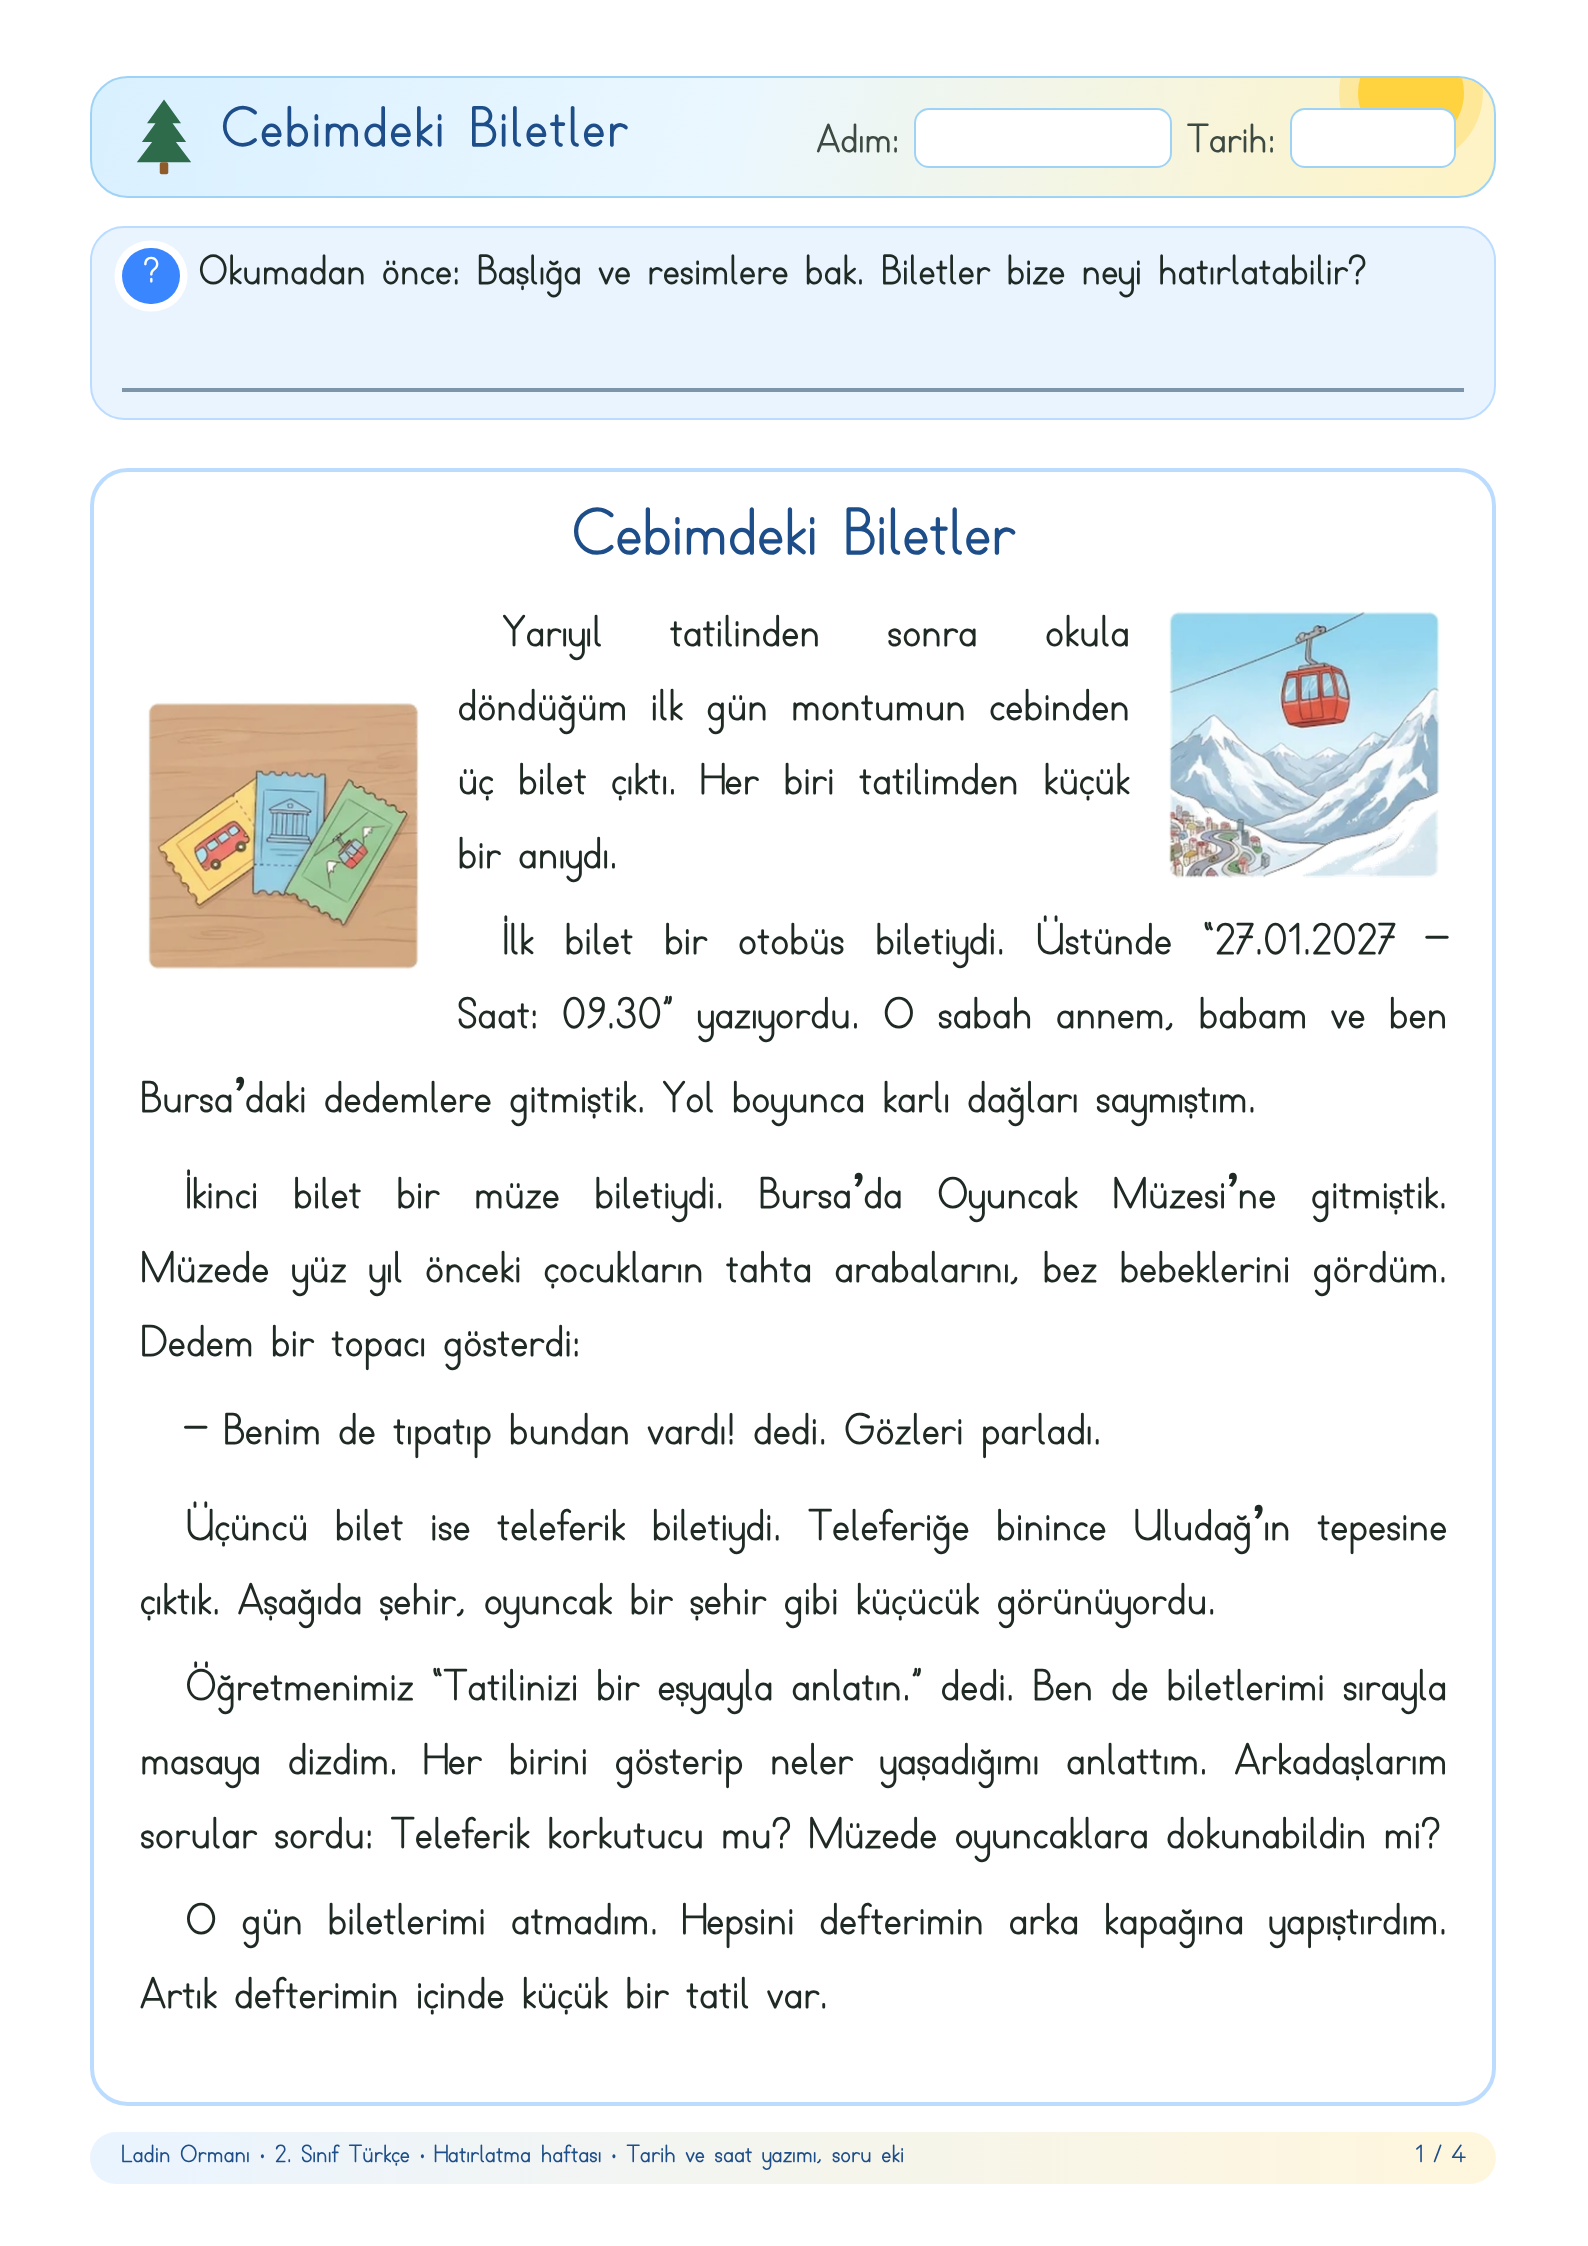 Cebimdeki Biletler
Adım:
Tarih:
?
Okumadan önce: Başlığa ve resimlere bak. Biletler bize neyi hatırlatabilir?
Cebimdeki Biletler
Yarıyıl tatilinden sonra okula
döndüğüm ilk gün montumun cebinden
üç bilet çıktı. Her biri tatilimden küçük
bir anıydı.
İlk bilet bir otobüs biletiydi. Üstünde “27.01.2027 –
Saat: 09.30” yazıyordu. O sabah annem, babam ve ben
Bursa’daki dedemlere gitmiştik. Yol boyunca karlı dağları saymıştım.
İkinci bilet bir müze biletiydi. Bursa’da Oyuncak Müzesi’ne gitmiştik.
Müzede yüz yıl önceki çocukların tahta arabalarını, bez bebeklerini gördüm.
Dedem bir topacı gösterdi:
– Benim de tıpatıp bundan vardı! dedi. Gözleri parladı.
Üçüncü bilet ise teleferik biletiydi. Teleferiğe binince Uludağ’ın tepesine
çıktık. Aşağıda şehir, oyuncak bir şehir gibi küçücük görünüyordu.
Öğretmenimiz “Tatilinizi bir eşyayla anlatın.” dedi. Ben de biletlerimi sırayla
masaya dizdim. Her birini gösterip neler yaşadığımı anlattım. Arkadaşlarım
sorular sordu: Teleferik korkutucu mu? Müzede oyuncaklara dokunabildin mi?
O gün biletlerimi atmadım. Hepsini defterimin arka kapağına yapıştırdım.
Artık defterimin içinde küçük bir tatil var.
Ladin Ormanı • 2. Sınıf Türkçe • Hatırlatma haftası • Tarih ve saat yazımı, soru eki
1 / 4